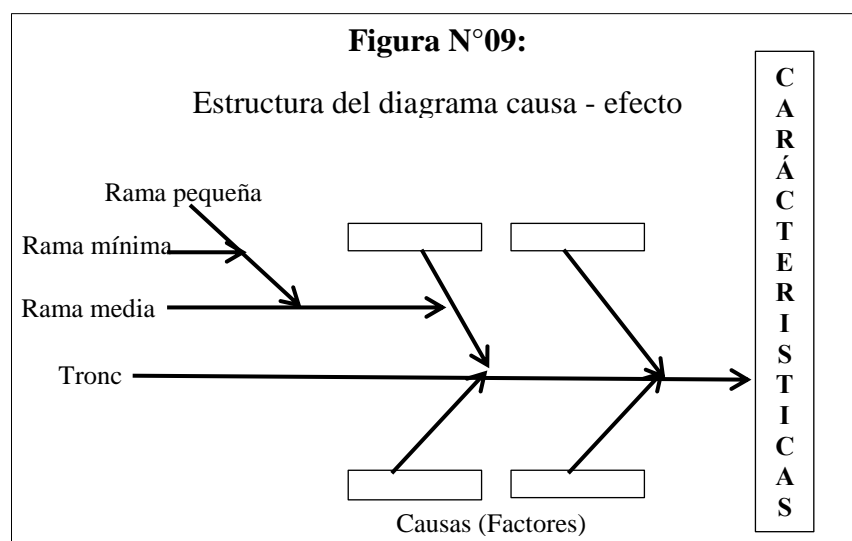 Figura N°09:
Estructura del diagrama causa - efecto
Rama pequeña
Rama mínima
Rama media
Tronc
Causas (Factores)
C
A
R
Á
C
T
E
R
I
S
T
I
C
A
S